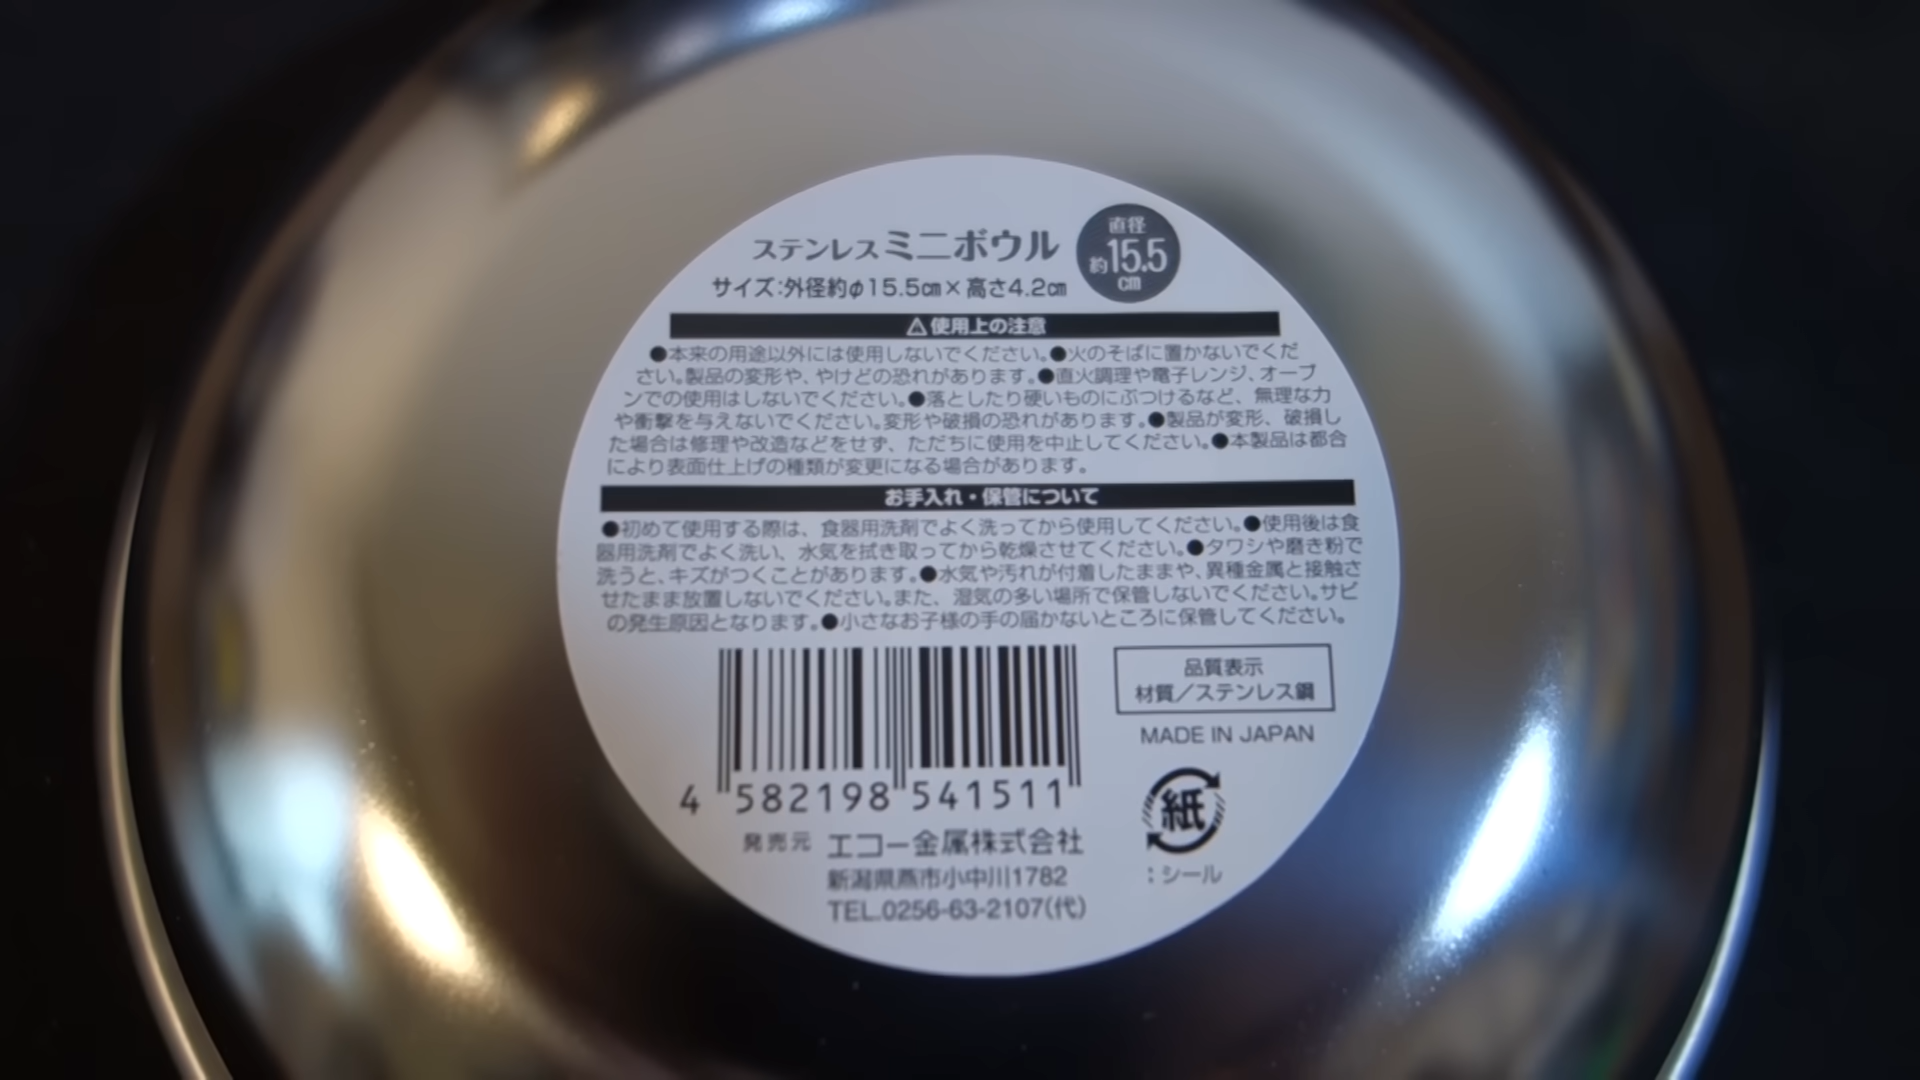 ステンレスミニボウル
直径
約15.5
cm
サイズ:外径約φ15.5㎝×高さ4.2㎝
⚠使用上の注意
●本来の用途以外には使用しないでください。●火のそばに置かないでくだ
さい。製品の変形や、やけどの恐れがあります。●直火調理や電子レンジ、オーブ
ンでの使用はしないでください。●落としたり硬いものにぶつけるなど、無理な力
や衝撃を与えないでください。変形や破損の恐れがあります。●製品が変形、破損し
た場合は修理や改造などをせず、ただちに使用を中止してください。●本製品は都合
により表面仕上げの種類が変更になる場合があります。
お手入れ・保管について
●初めて使用する際は、食器用洗剤でよく洗ってから使用してください。●使用後は食
器用洗剤でよく洗い、水気を拭き取ってから乾燥させてください。●タワシや磨き粉で
洗うと、キズがつくことがあります。●水気や汚れが付着したままや、異種金属と接触さ
せたまま放置しないでください。また、湿気の多い場所で保管しないでください。サビ
の発生原因となります。●小さなお子様の手の届かないところに保管してください。
品質表示
材質／ステンレス鋼
MADE IN JAPAN
4 582198 541511
紙
:シール
発売元 エコー金属株式会社
新潟県燕市小中川1782
TEL.0256-63-2107(代)